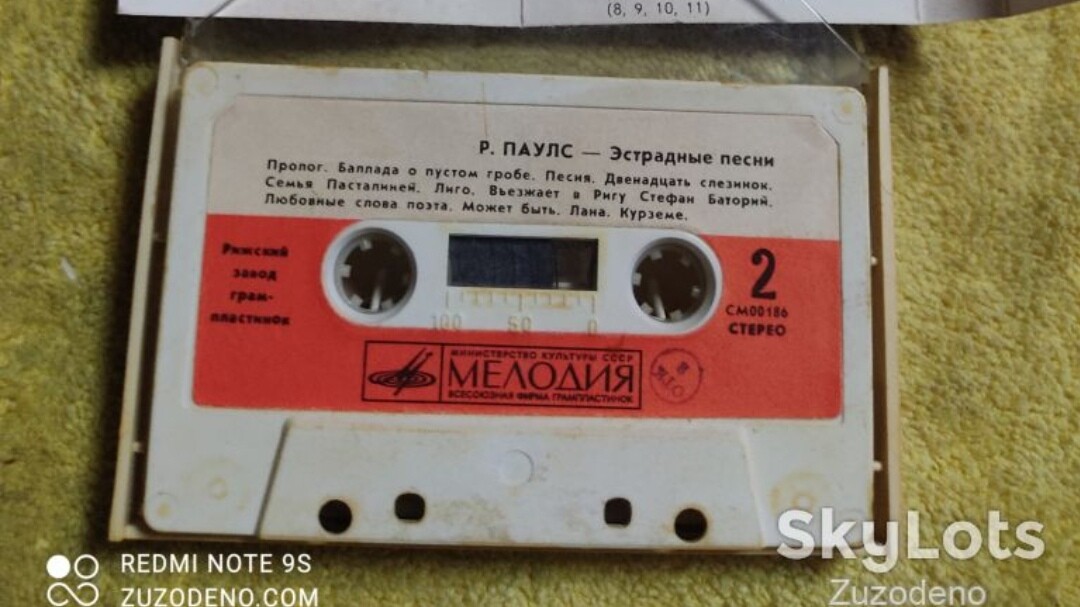 (8, 9, 10, 11)
Р. ПАУЛС — Эстрадные песни
Пролог. Баллада о пустом гробе. Песня. Двенадцать слезинок.
Семья Пасталиней. Лиго. Въезжает в Ригу Стефан Баторий.
Любовные слова поэта. Может быть. Лана. Курземе.
Рижский
завод
грам-
пластинок
2
СМ00186
СТЕРЕО
100 50 0
МИНИСТЕРСТВО КУЛЬТУРЫ СССР
МЕЛОДИЯ
ВСЕСОЮЗНАЯ ФИРМА ГРАМПЛАСТИНОК
8
ОТК
SkyLots
Zuzodeno
REDMI NOTE 9S
ZUZODENO.COM